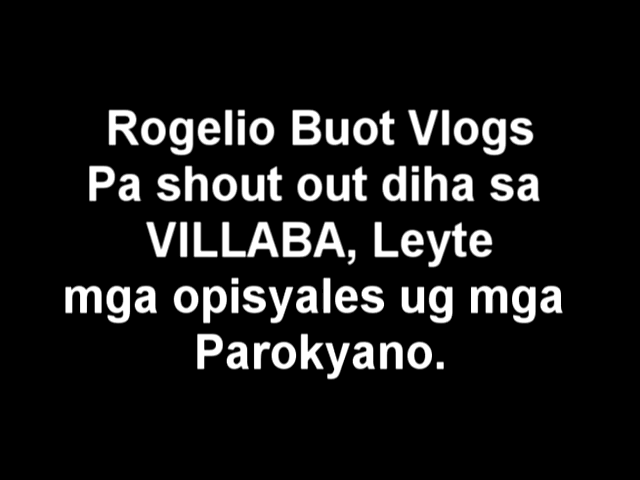 Rogelio Buot Vlogs
Pa shout out diha sa
VILLABA, Leyte
mga opisyales ug mga
Parokyano.